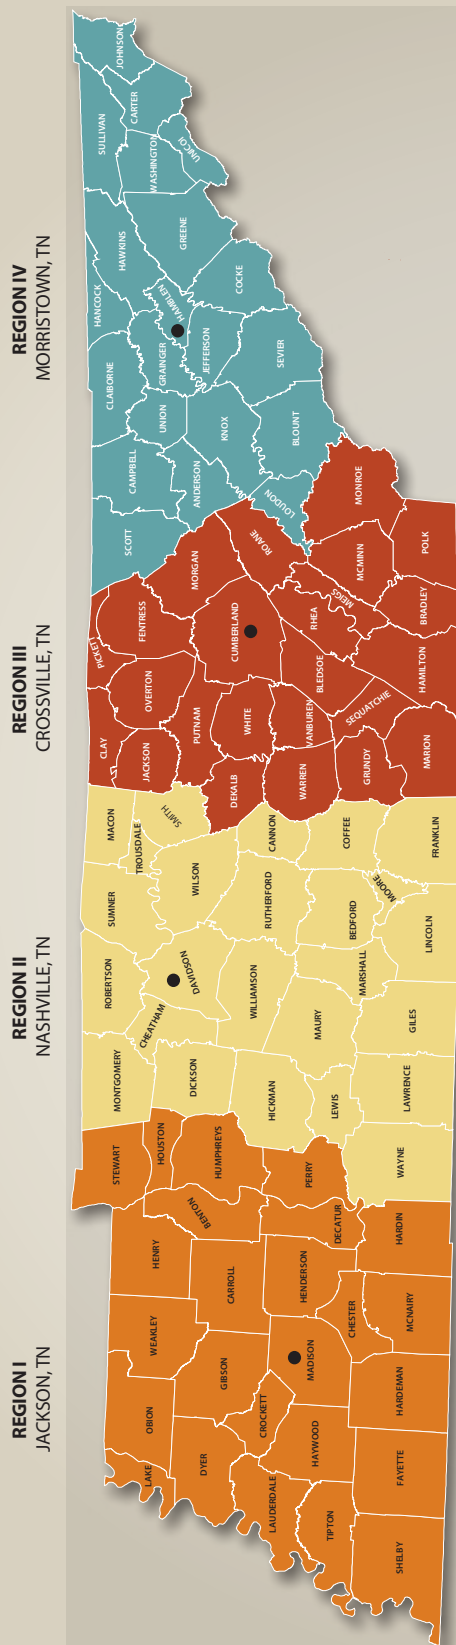 REGION I
JACKSON, TN
REGION II
NASHVILLE, TN
REGION III
CROSSVILLE, TN
REGION IV
MORRISTOWN, TN
LAKE
OBION
WEAKLEY
HENRY
STEWART
HOUSTON
MONTGOMERY
ROBERTSON
SUMNER
MACON
TROUSDALE
SMITH
CLAY
PICKETT
JACKSON
OVERTON
FENTRESS
SCOTT
CAMPBELL
CLAIBORNE
HANCOCK
HAWKINS
SULLIVAN
JOHNSON
CARTER
WASHINGTON
UNICOI
GREENE
HAMBLEN
GRAINGER
UNION
ANDERSON
MORGAN
PUTNAM
WILSON
DAVIDSON
CHEATHAM
DICKSON
HUMPHREYS
BENTON
CARROLL
GIBSON
DYER
CROCKETT
LAUDERDALE
HAYWOOD
MADISON
HENDERSON
DECATUR
PERRY
HICKMAN
WILLIAMSON
RUTHERFORD
CANNON
DEKALB
WHITE
CUMBERLAND
ROANE
KNOX
JEFFERSON
COCKE
SEVIER
BLOUNT
LOUDON
MONROE
MCMINN
MEIGS
RHEA
BLEDSOE
VANBUREN
WARREN
COFFEE
BEDFORD
MOORE
MARSHALL
MAURY
LEWIS
CHESTER
TIPTON
SHELBY
FAYETTE
HARDEMAN
MCNAIRY
HARDIN
WAYNE
LAWRENCE
GILES
LINCOLN
FRANKLIN
GRUNDY
SEQUATCHIE
MARION
HAMILTON
BRADLEY
POLK